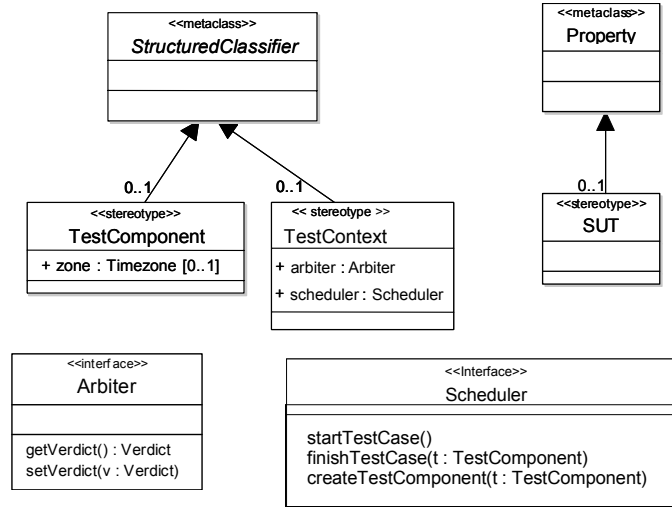 <<metaclass>>
StructuredClassifier
<<metaclass>>
Property
0..1
0..1
0..1
<<stereotype>>
TestComponent
+ zone : Timezone [0..1]
<< stereotype >>
TestContext
+ arbiter : Arbiter
+ scheduler : Scheduler
<<stereotype>>
SUT
<<interface>>
Arbiter
getVerdict() : Verdict
setVerdict(v : Verdict)
<<Interface>>
Scheduler
startTestCase()
finishTestCase(t : TestComponent)
createTestComponent(t : TestComponent)